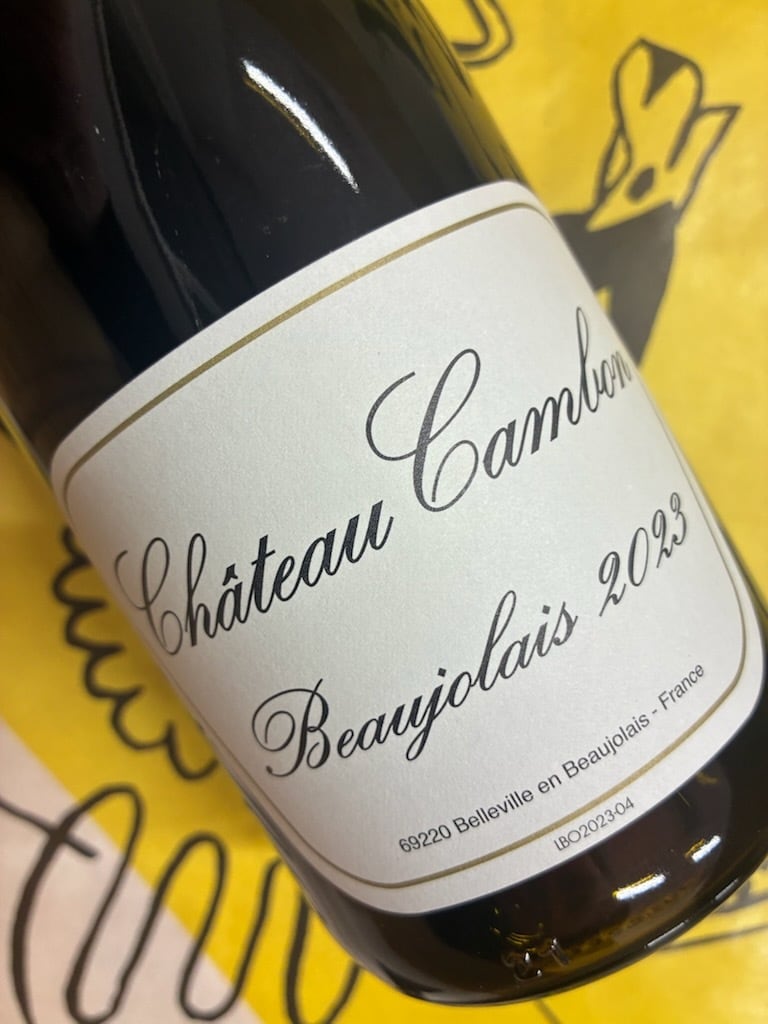 Château Cambon
Beaujolais 2023
69220 Belleville en Beaujolais - France
LBO2023-04